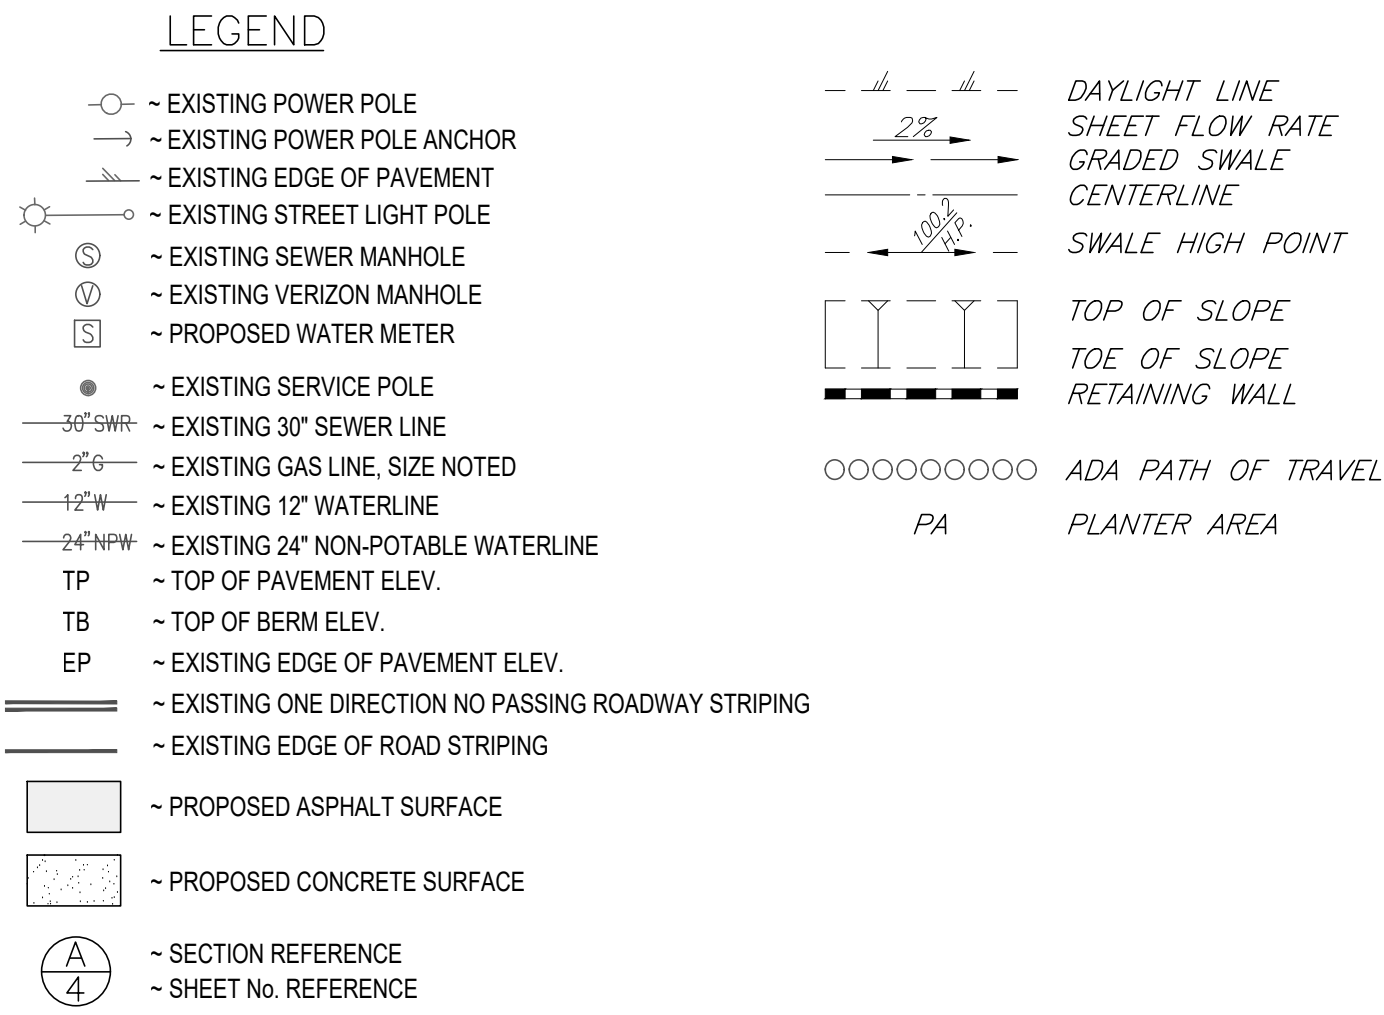 LEGEND
~ EXISTING POWER POLE
~ EXISTING POWER POLE ANCHOR
~ EXISTING EDGE OF PAVEMENT
~ EXISTING STREET LIGHT POLE
S ~ EXISTING SEWER MANHOLE
V ~ EXISTING VERIZON MANHOLE
S ~ PROPOSED WATER METER
~ EXISTING SERVICE POLE
30"SWR ~ EXISTING 30" SEWER LINE
2"G ~ EXISTING GAS LINE, SIZE NOTED
12"W ~ EXISTING 12" WATERLINE
24"NPW ~ EXISTING 24" NON-POTABLE WATERLINE
TP ~ TOP OF PAVEMENT ELEV.
TB ~ TOP OF BERM ELEV.
EP ~ EXISTING EDGE OF PAVEMENT ELEV.
~ EXISTING ONE DIRECTION NO PASSING ROADWAY STRIPING
~ EXISTING EDGE OF ROAD STRIPING
~ PROPOSED ASPHALT SURFACE
~ PROPOSED CONCRETE SURFACE
A ~ SECTION REFERENCE
4 ~ SHEET No. REFERENCE
DAYLIGHT LINE
2% SHEET FLOW RATE
GRADED SWALE
CENTERLINE
100.2
H.P.
SWALE HIGH POINT
TOP OF SLOPE
TOE OF SLOPE
RETAINING WALL
ADA PATH OF TRAVEL
PA PLANTER AREA